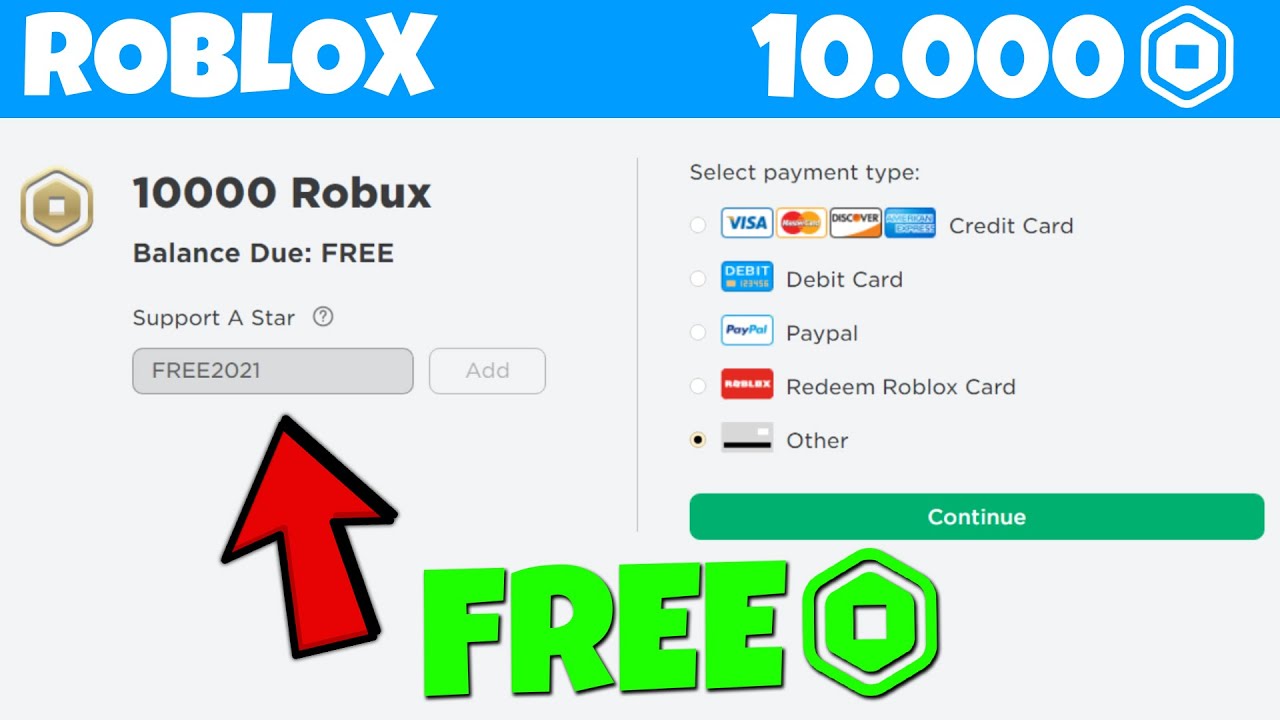 ROBLOX
10.000
10000 Robux
Balance Due: FREE
Support A Star ?
FREE2021
Add
Select payment type:
VISA MasterCard DISCOVER AMERICAN EXPRESS Credit Card
DEBIT 123456 Debit Card
PayPal Paypal
ROBLOX Redeem Roblox Card
Other
Continue
FREE